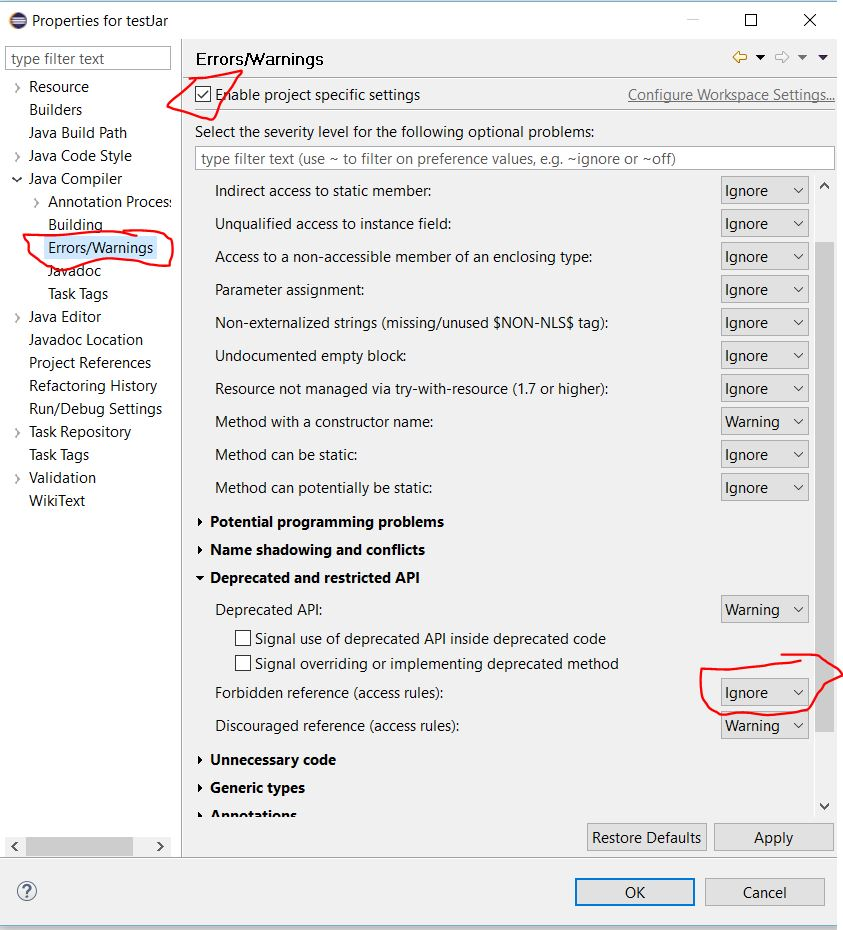 Properties for testJar
type filter text
Resource
Builders
Java Build Path
Java Code Style
Java Compiler
Annotation Proces
Building
Errors/Warnings
Javadoc
Task Tags
Java Editor
Javadoc Location
Project References
Refactoring History
Run/Debug Settings
Task Repository
Task Tags
Validation
WikiText
Errors/Warnings
Enable project specific settings Configure Workspace Settings...
Select the severity level for the following optional problems:
type filter text (use ~ to filter on preference values, e.g. ~ignore or ~off)
Indirect access to static member: Ignore
Unqualified access to instance field: Ignore
Access to a non-accessible member of an enclosing type: Ignore
Parameter assignment: Ignore
Non-externalized strings (missing/unused $NON-NLS$ tag): Ignore
Undocumented empty block: Ignore
Resource not managed via try-with-resource (1.7 or higher): Ignore
Method with a constructor name: Warning
Method can be static: Ignore
Method can potentially be static: Ignore
Potential programming problems
Name shadowing and conflicts
Deprecated and restricted API
Deprecated API: Warning
Signal use of deprecated API inside deprecated code
Signal overriding or implementing deprecated method
Forbidden reference (access rules): Ignore
Discouraged reference (access rules): Warning
Unnecessary code
Generic types
Annotations
Restore Defaults Apply
OK Cancel